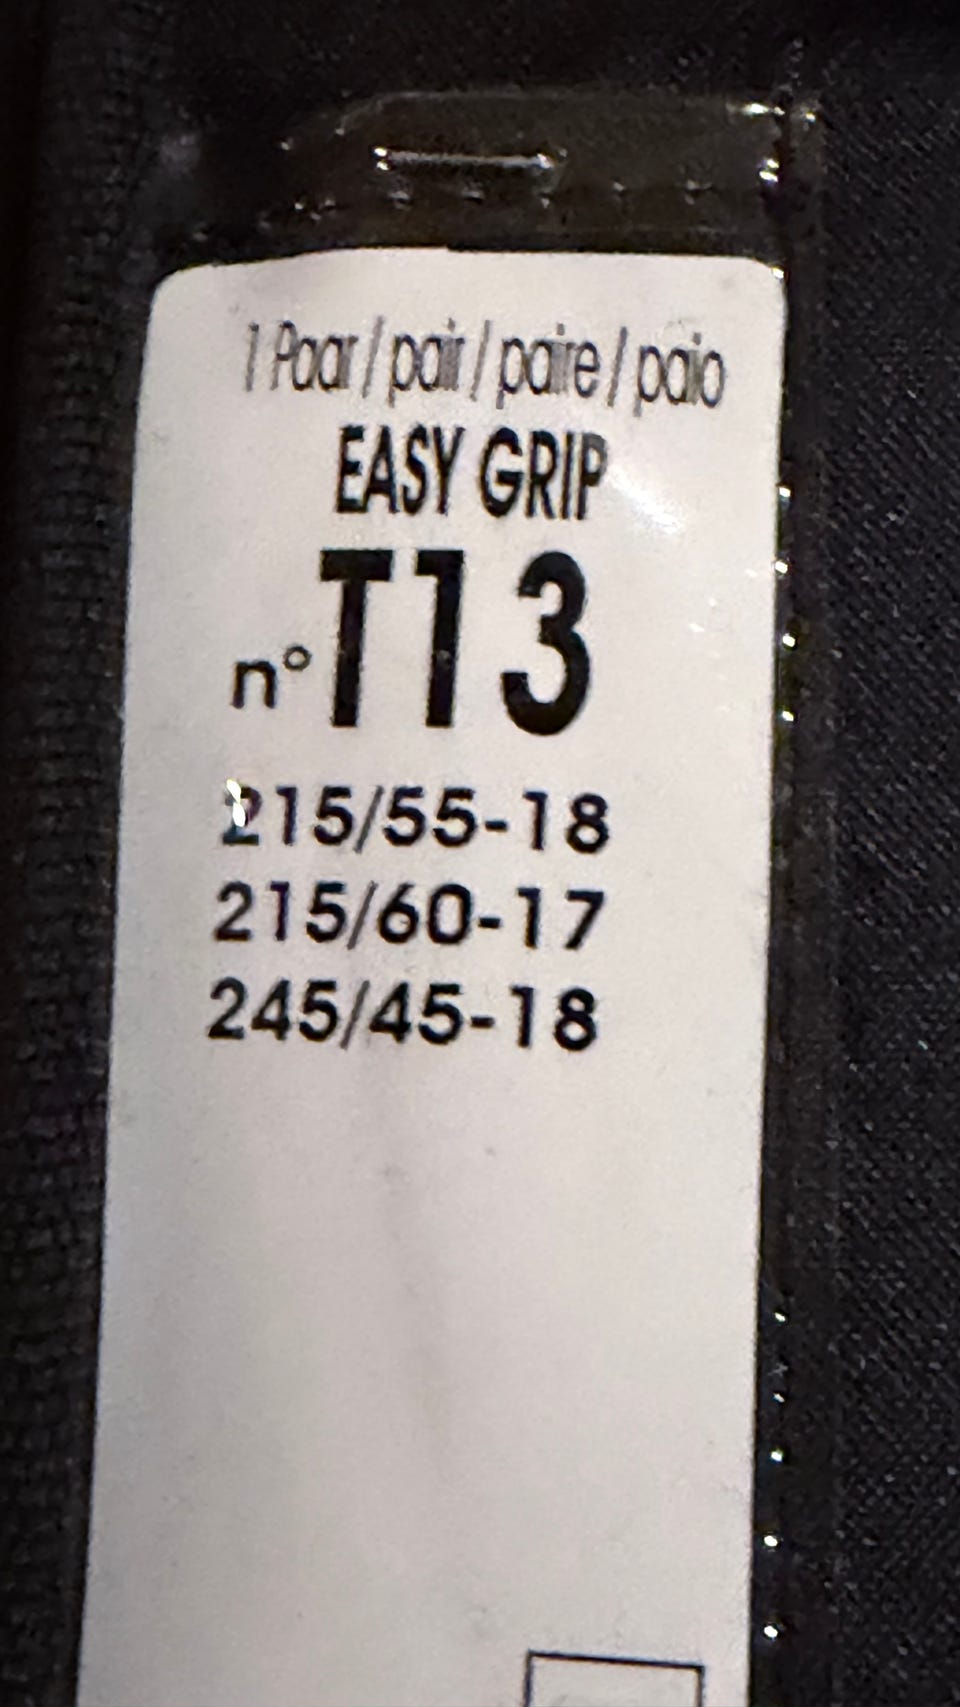 1 Paar / pair / paire / paio
EASY GRIP
n° T13
215/55-18
215/60-17
245/45-18